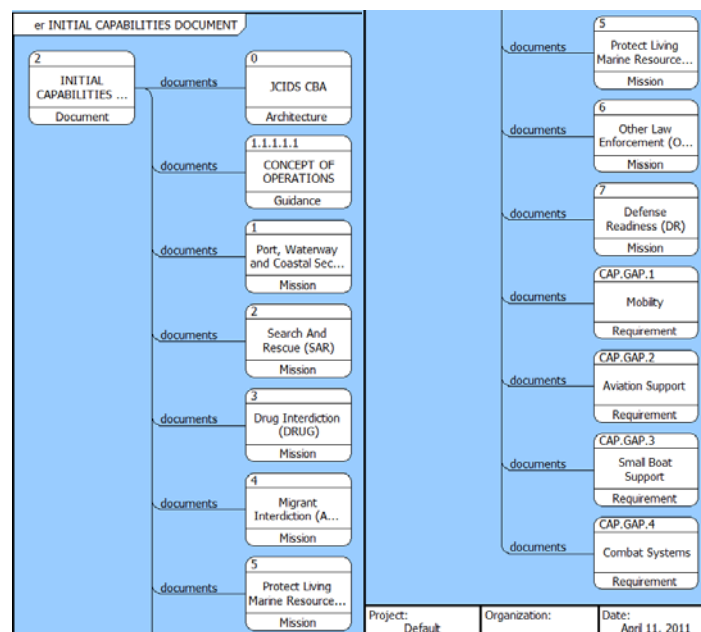 er INITIAL CAPABILITIES DOCUMENT
2
INITIAL
CAPABILITIES ...
Document
documents
0
JCIDS CBA
Architecture
documents
1.1.1.1.1
CONCEPT OF
OPERATIONS
Guidance
documents
1
Port, Waterway
and Coastal Sec...
Mission
documents
2
Search And
Rescue (SAR)
Mission
documents
3
Drug Interdiction
(DRUG)
Mission
documents
4
Migrant
Interdiction (A...
Mission
documents
5
Protect Living
Marine Resource...
Mission
documents
5
Protect Living
Marine Resource...
Mission
documents
6
Other Law
Enforcement (O...
Mission
documents
7
Defense
Readiness (DR)
Mission
documents
CAP.GAP.1
Mobility
Requirement
documents
CAP.GAP.2
Aviation Support
Requirement
documents
CAP.GAP.3
Small Boat
Support
Requirement
documents
CAP.GAP.4
Combat Systems
Requirement
Project:
Default
Organization:
Date:
April 11, 2011